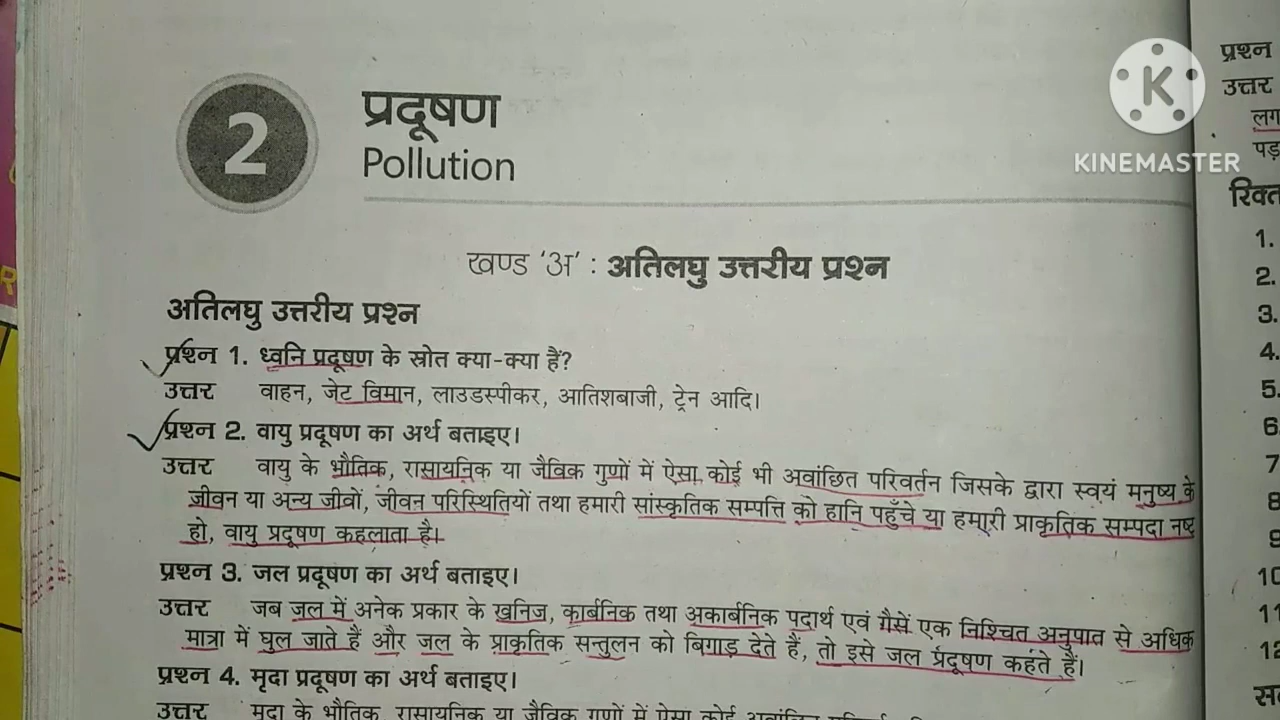 2
प्रदूषण
Pollution
खण्ड 'अ' : अतिलघु उत्तरीय प्रश्न
अतिलघु उत्तरीय प्रश्न
प्रश्न 1. ध्वनि प्रदूषण के स्रोत क्या-क्या हैं?
उत्तर वाहन, जेट विमान, लाउडस्पीकर, आतिशबाजी, ट्रेन आदि।
प्रश्न 2. वायु प्रदूषण का अर्थ बताइए।
उत्तर वायु के भौतिक, रासायनिक या जैविक गुणों में ऐसा कोई भी अवांछित परिवर्तन जिसके द्वारा स्वयं मनुष्य के
जीवन या अन्य जीवों, जीवन परिस्थितियों तथा हमारी सांस्कृतिक सम्पत्ति को हानि पहुँचे या हमारी प्राकृतिक सम्पदा नष्ट
हो, वायु प्रदूषण कहलाता है।
प्रश्न 3. जल प्रदूषण का अर्थ बताइए।
उत्तर जब जल में अनेक प्रकार के खनिज, कार्बनिक तथा अकार्बनिक पदार्थ एवं गैसें एक निश्चित अनुपात से अधिक
मात्रा में घुल जाते हैं और जल के प्राकृतिक सन्तुलन को बिगाड़ देते हैं, तो इसे जल प्रदूषण कहते हैं।
प्रश्न 4. मृदा प्रदूषण का अर्थ बताइए।
उत्तर मृदा के भौतिक, रासायनिक या जैविक गुणों में ऐसा कोई अवांछित
K
KINEMASTER
प्रश्न
उत्तर
1.
2.
3.
4.
5.
6
7
8
9
10
11
12